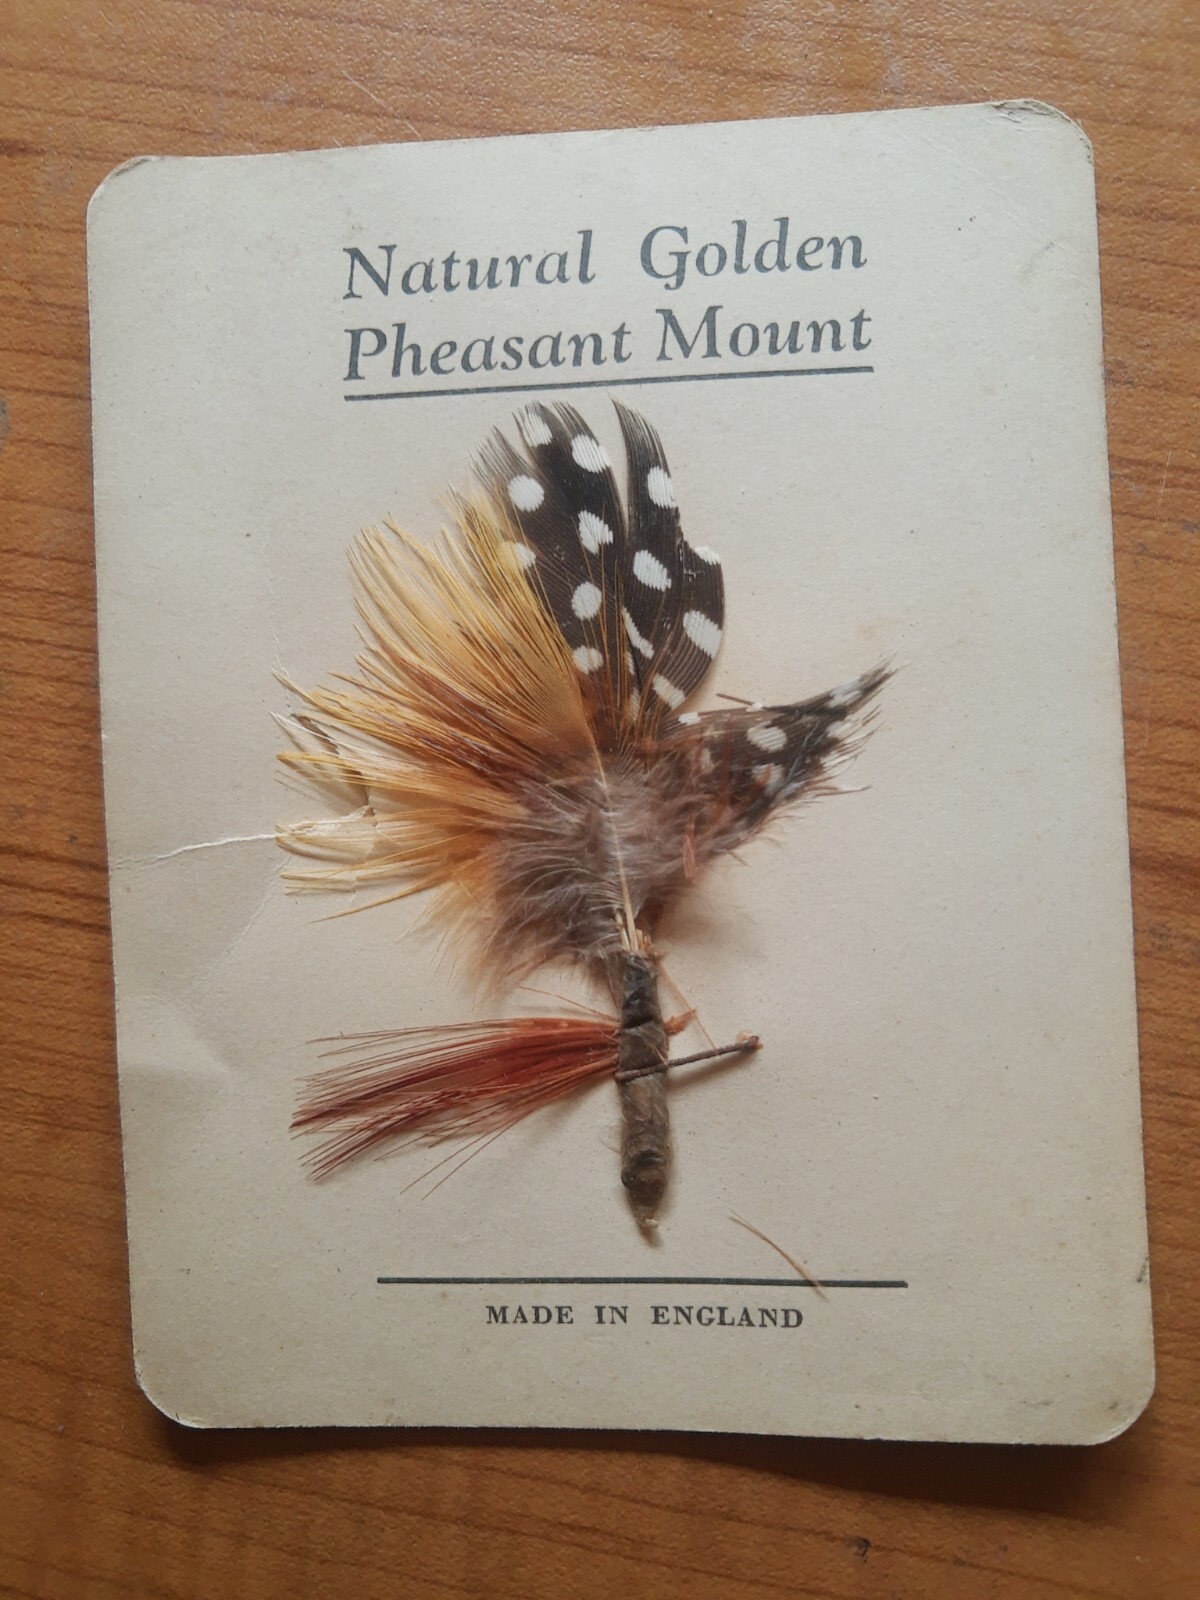 Natural Golden
Pheasant Mount
MADE IN ENGLAND